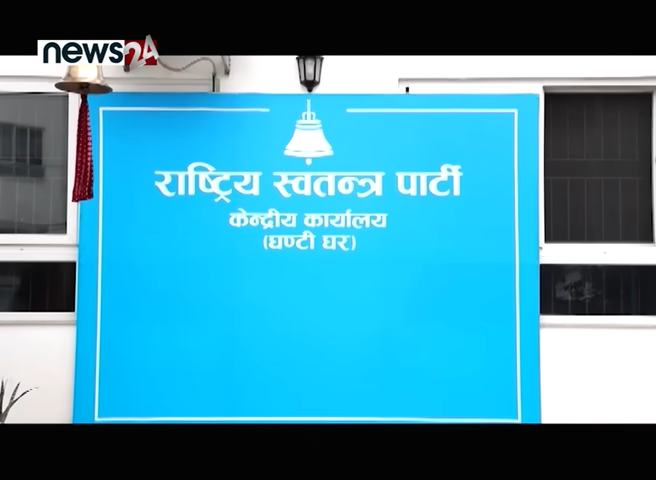 news24
राष्ट्रिय स्वतन्त्र पार्टी
केन्द्रीय कार्यालय
(घण्टी घर)